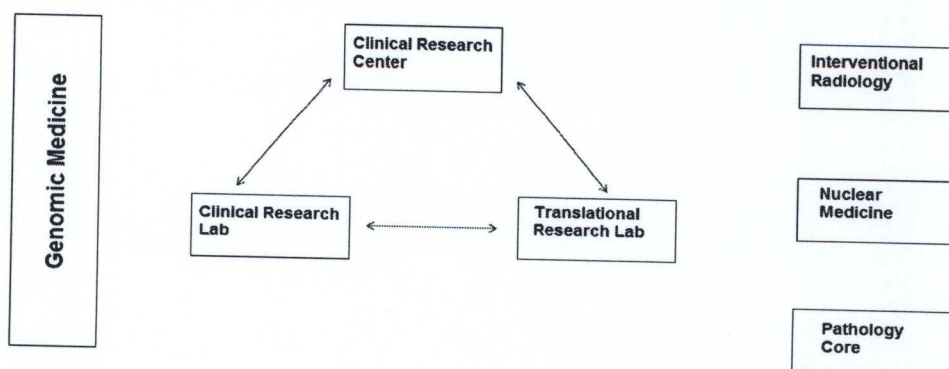 Genomic Medicine
Clinical Research
Center
Clinical Research
Lab
Translational
Research Lab
Interventional
Radiology
Nuclear
Medicine
Pathology
Core